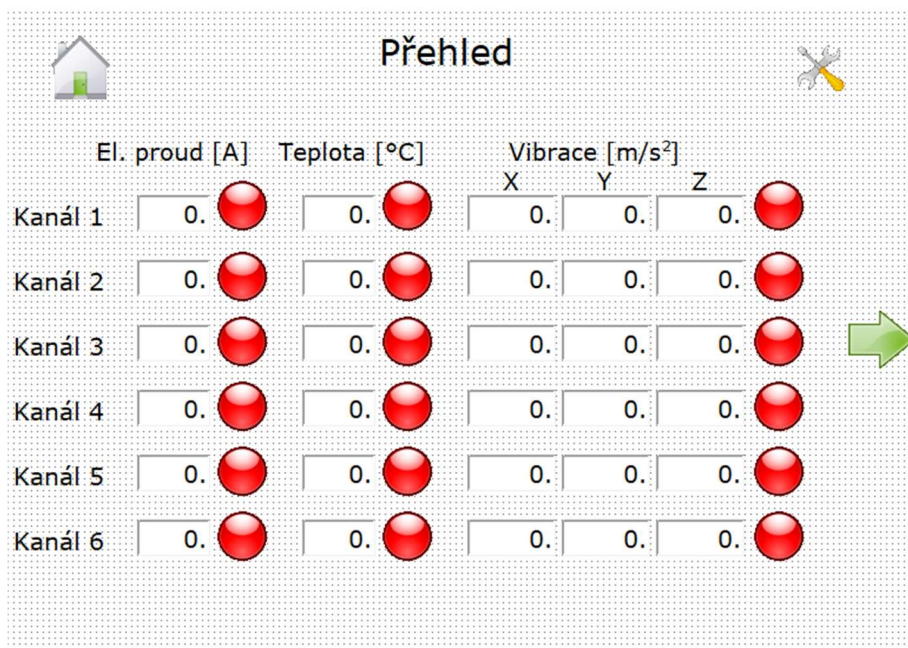 Přehled
El. proud [A] Teplota [°C] Vibrace [m/s²]
X Y Z
Kanál 1 0. 0. 0. 0. 0.
Kanál 2 0. 0. 0. 0. 0.
Kanál 3 0. 0. 0. 0. 0.
Kanál 4 0. 0. 0. 0. 0.
Kanál 5 0. 0. 0. 0. 0.
Kanál 6 0. 0. 0. 0. 0.